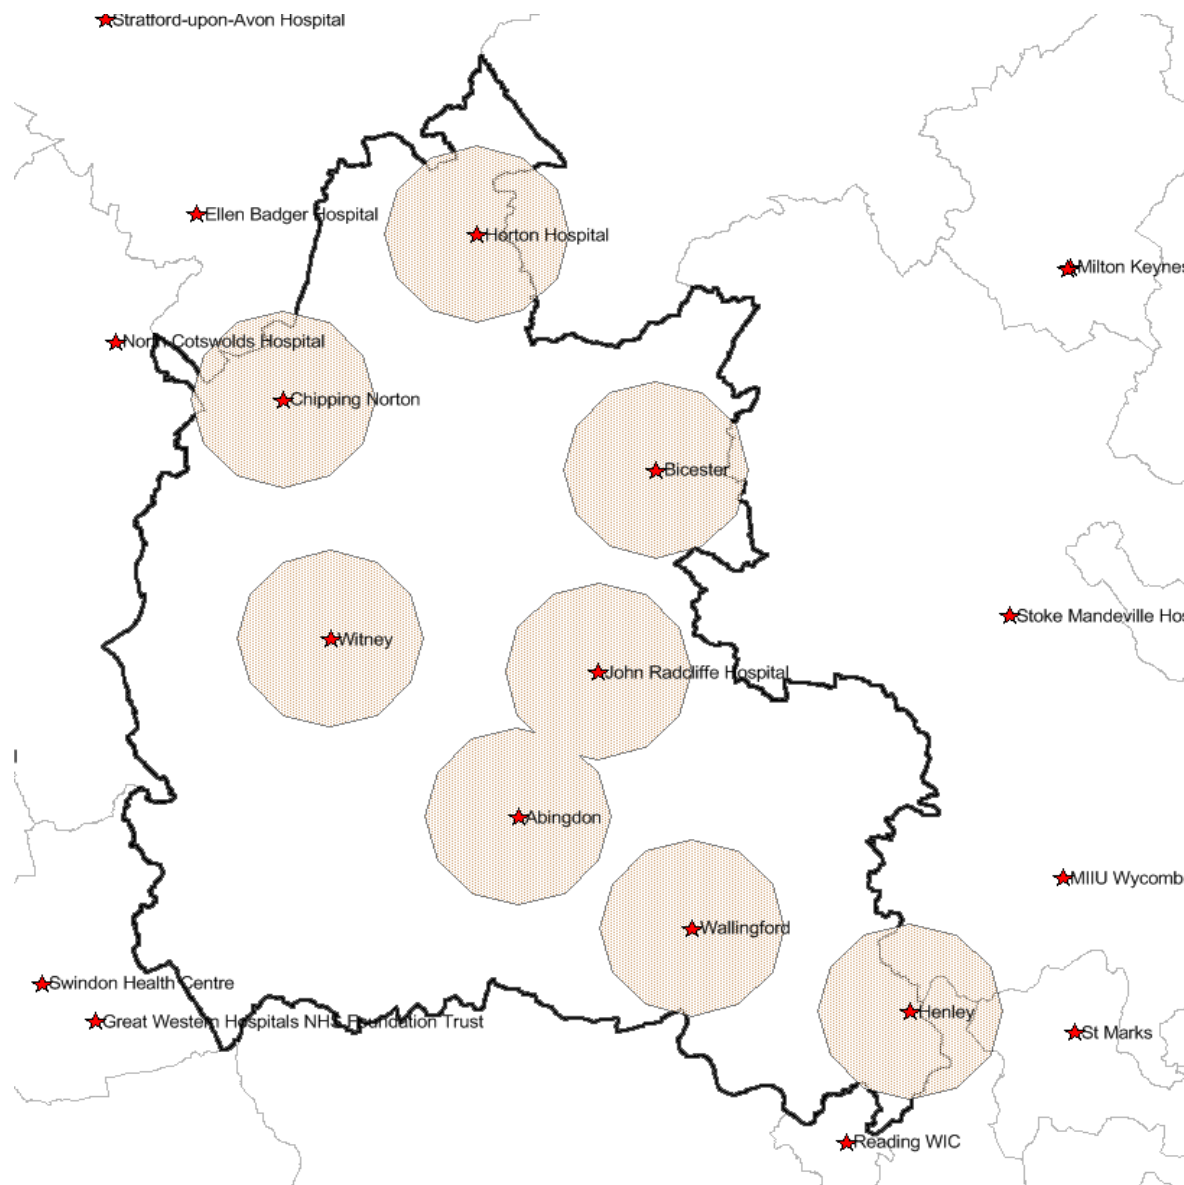 Stratford-upon-Avon Hospital
Ellen Badger Hospital
Horton Hospital
Milton Keynes
North Cotswolds Hospital
Chipping Norton
Bicester
Stoke Mandeville Hos
Witney
John Radcliffe Hospital
l
Abingdon
MIIU Wycomb
Wallingford
Swindon Health Centre
Henley
Great Western Hospitals NHS Foundation Trust
St Marks
Reading WIC